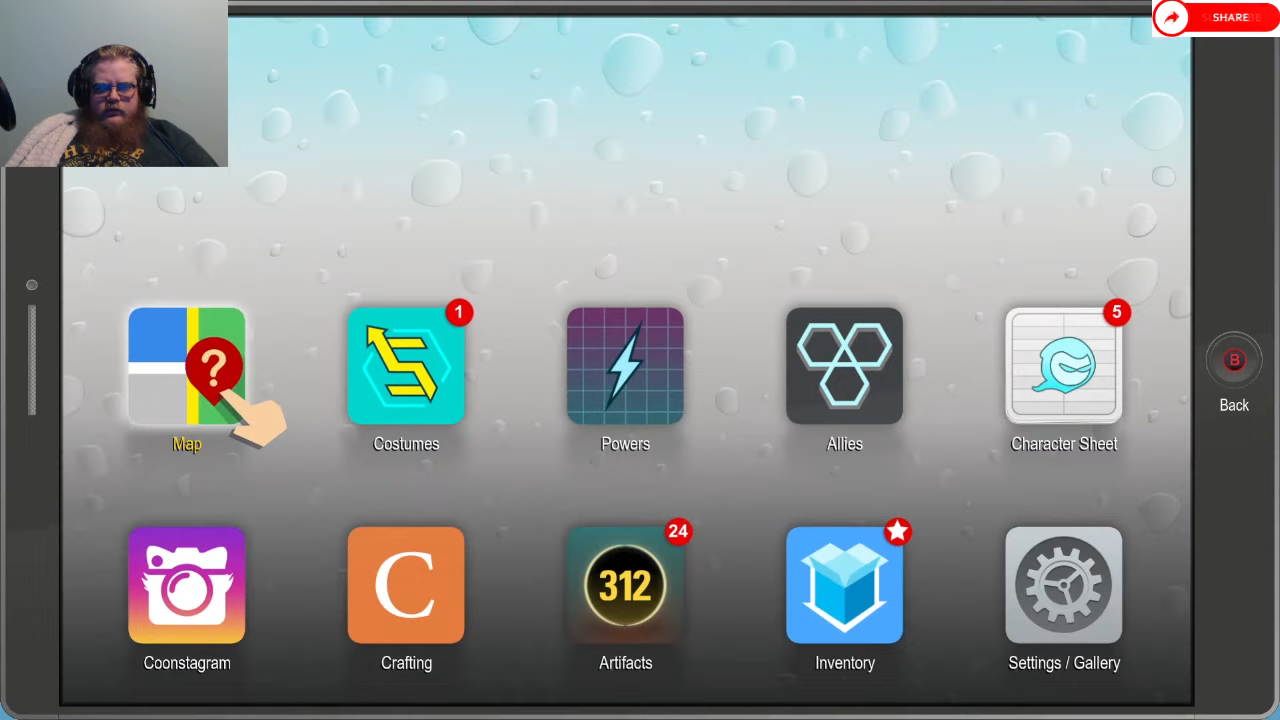 SHARE
1
5
?
B
Back
Map
Costumes
Powers
Allies
Character Sheet
24
C
312
Coonstagram
Crafting
Artifacts
Inventory
Settings / Gallery